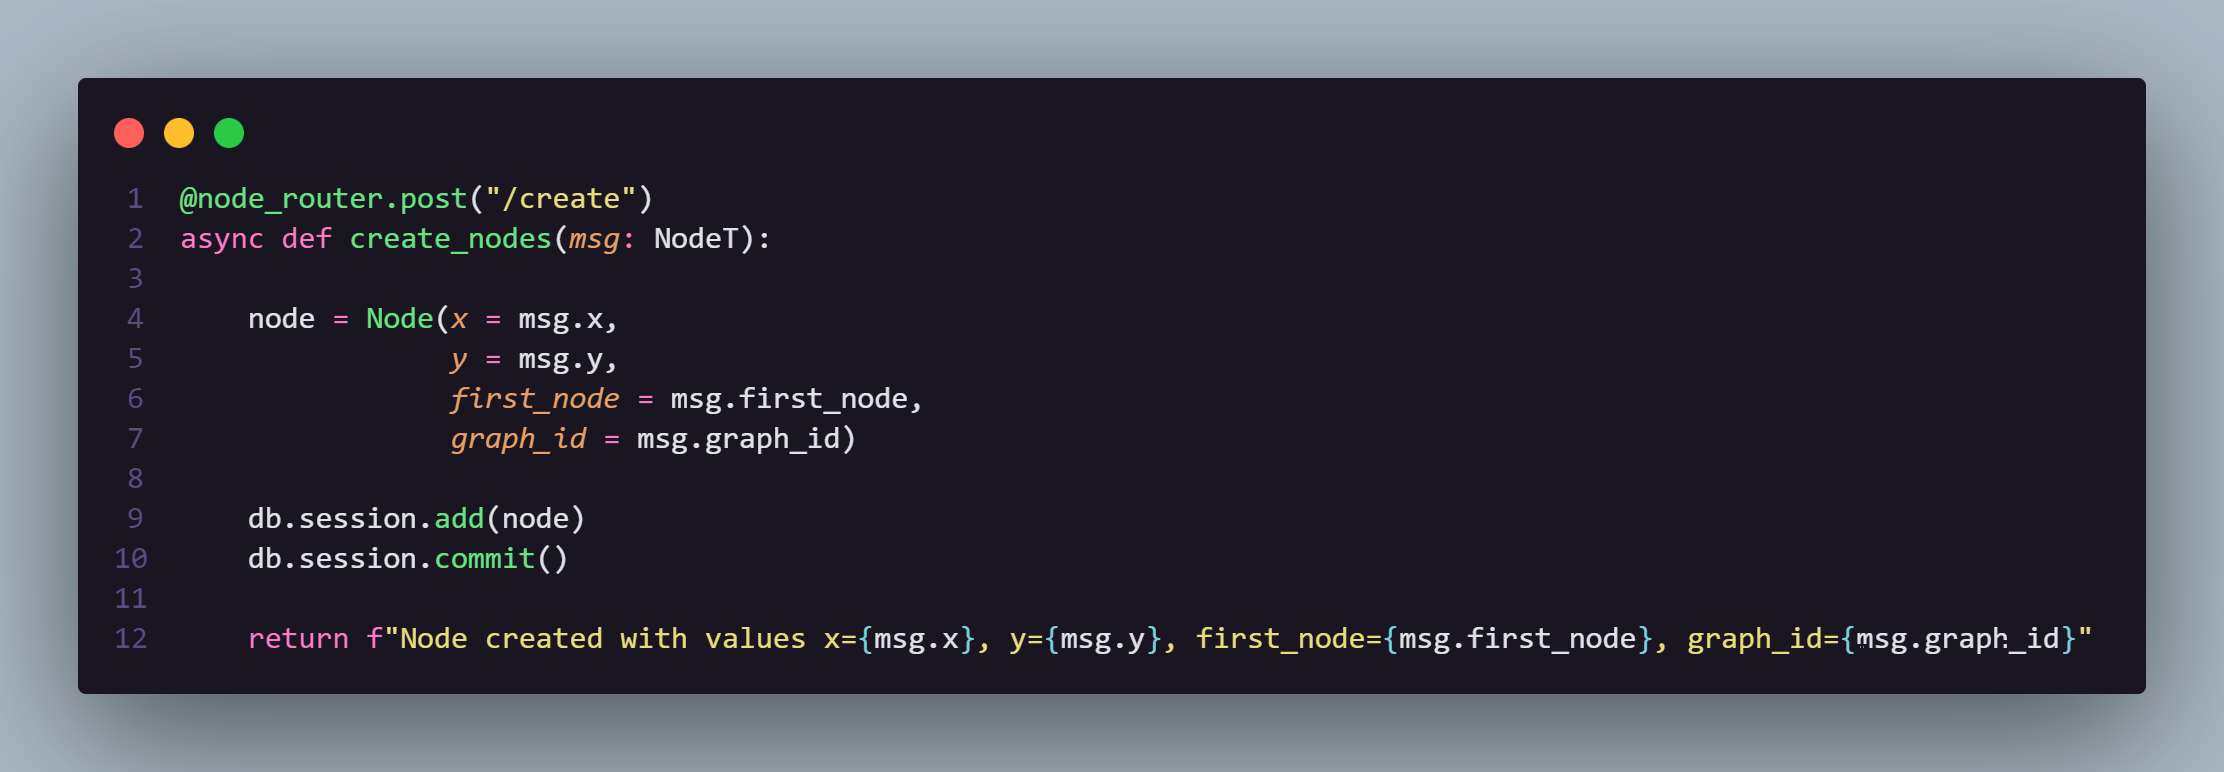 1 @node_router.post("/create")
2 async def create_nodes(msg: NodeT):
3
4     node = Node(x = msg.x,
5                 y = msg.y,
6                 first_node = msg.first_node,
7                 graph_id = msg.graph_id)
8
9     db.session.add(node)
10     db.session.commit()
11
12     return f"Node created with values x={msg.x}, y={msg.y}, first_node={msg.first_node}, graph_id={msg.graph_id}"